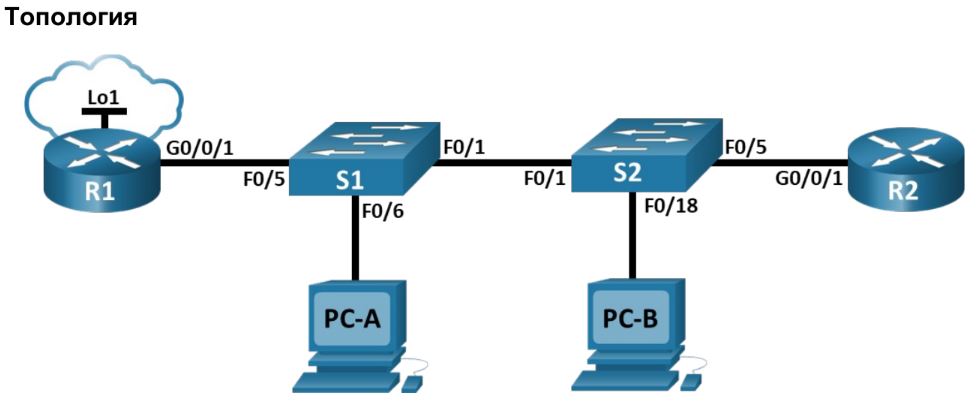 Топология
Lo1
R1
G0/0/1
F0/5
S1
F0/1
F0/6
F0/1
S2
F0/5
F0/18
G0/0/1
R2
PC-A
PC-B